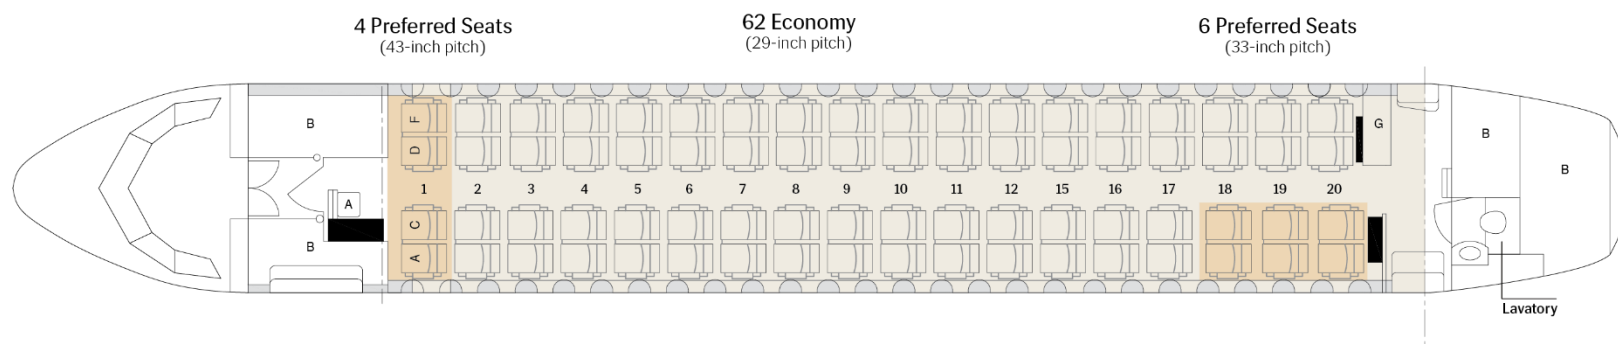 4 Preferred Seats
(43-inch pitch)
62 Economy
(29-inch pitch)
6 Preferred Seats
(33-inch pitch)
B
F
D
G
B
B
A
1 2 3 4 5 6 7 8 9 10 11 12 15 16 17 18 19 20
B
C
A
Lavatory